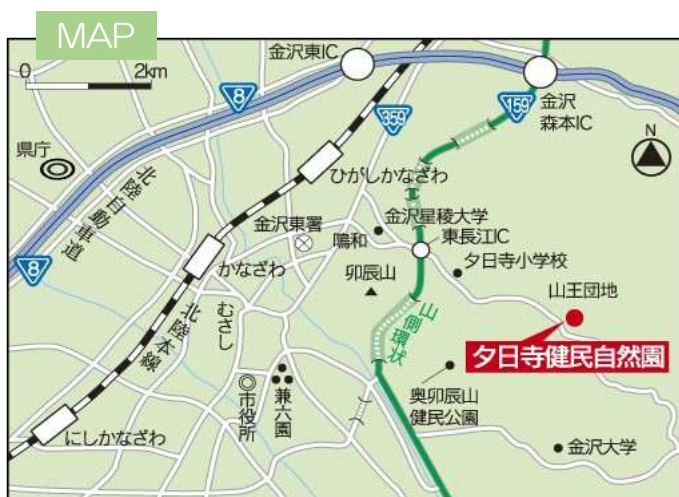 MAP
0 2km
金沢東IC
8
359
159
金沢
森本IC
N
県庁
北陸自動車道
ひがしかなざわ
金沢星稜大学
金沢東署
鳴和
東長江IC
夕日寺小学校
かなざわ
卯辰山
山王団地
8
むさし
北陸本線
山側環状
夕日寺健民自然園
市役所
兼六園
奥卯辰山
健民公園
にしかなざわ
金沢大学